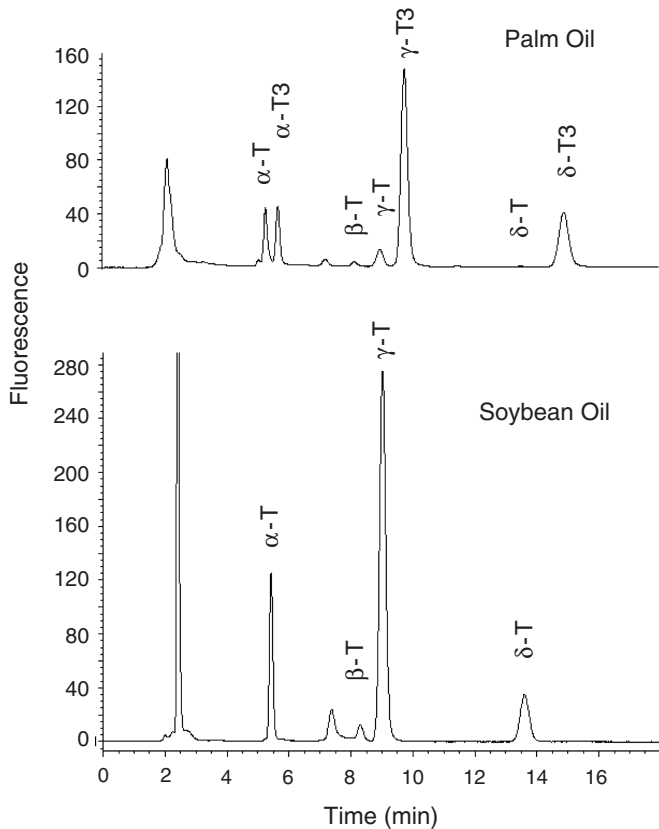 Palm Oil
160
120
80
40
0
α-T
α-T3
β-T
γ-T
γ-T3
δ-T
δ-T3
Fluorescence
Soybean Oil
280
240
200
160
120
80
40
0
α-T
β-T
γ-T
δ-T
0 2 4 6 8 10 12 14 16
Time (min)